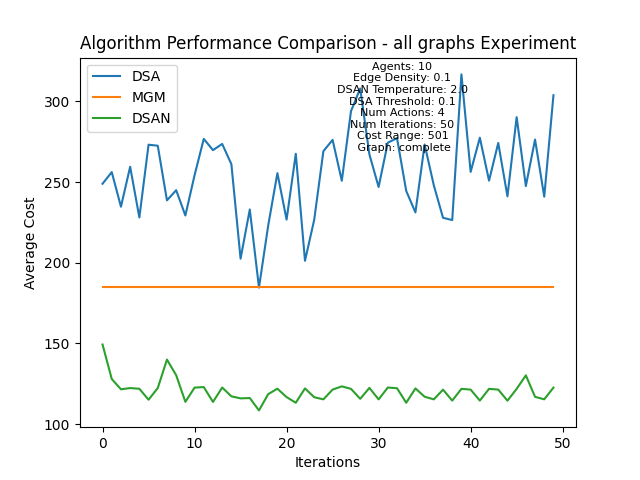 Algorithm Performance Comparison - all graphs Experiment
DSA
MGM
DSAN
Agents: 10
Edge Density: 0.1
DSAN Temperature: 2.0
DSA Threshold: 0.1
Num Actions: 4
Num Iterations: 50
Cost Range: 501
Graph: complete
Average Cost
300
250
200
150
100
0 10 20 30 40 50
Iterations